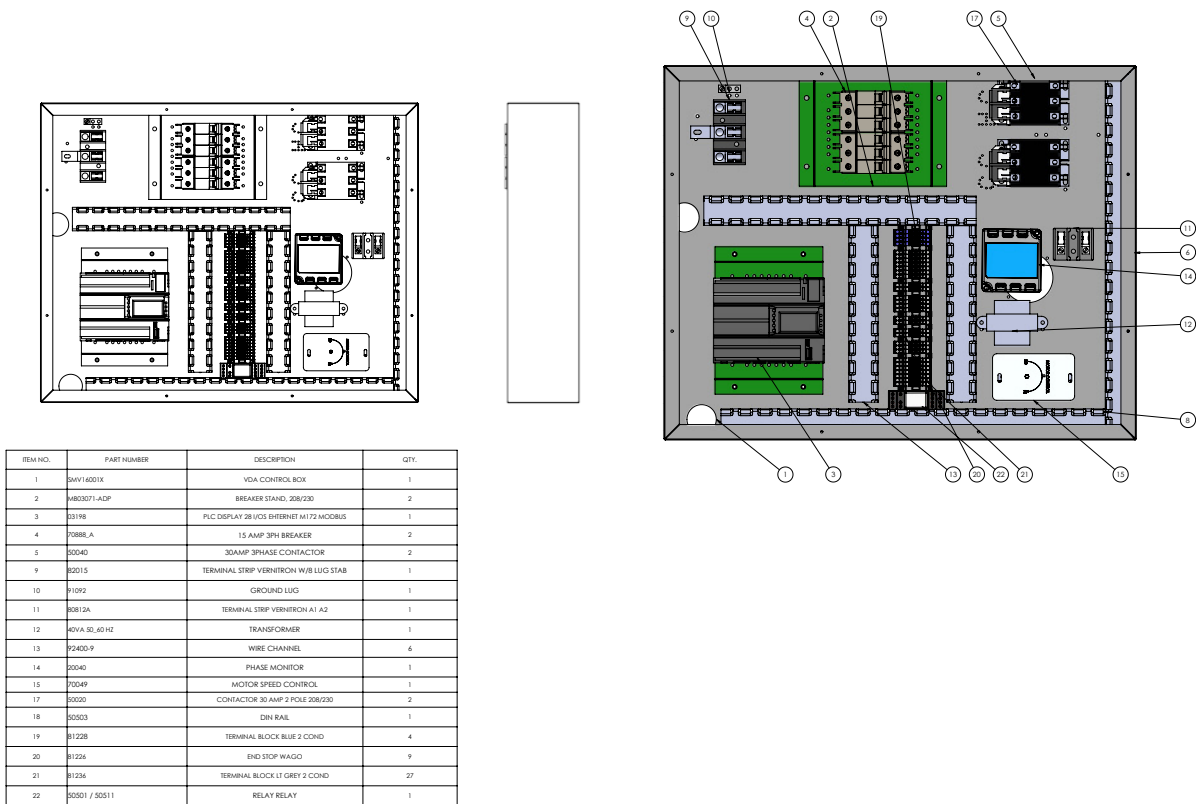 9 10 4 2 19 17 5
11
6
14
12
8
1 3 13 20 22 21 15
ITEM NO. PART NUMBER DESCRIPTION QTY.
1 SMV16001X VDA CONTROL BOX 1
2 MB03071-ADP BREAKER STAND, 208/230 2
3 03198 PLC DISPLAY 28 I/OS EHTERNET M172 MODBUS 1
4 70888_A 15 AMP 3PH BREAKER 2
5 50040 30AMP 3PHASE CONTACTOR 2
9 82015 TERMINAL STRIP VERNITRON W/8 LUG STAB 1
10 91092 GROUND LUG 1
11 80812A TERMINAL STRIP VERNITRON A1 A2 1
12 40VA 50_60 HZ TRANSFORMER 1
13 92400-9 WIRE CHANNEL 6
14 20040 PHASE MONITOR 1
15 70049 MOTOR SPEED CONTROL 1
17 50020 CONTACTOR 30 AMP 2 POLE 208/230 2
18 50503 DIN RAIL 1
19 81228 TERMINAL BLOCK BLUE 2 COND 4
20 81226 END STOP WAGO 9
21 81236 TERMINAL BLOCK LT GREY 2 COND 27
22 50501 / 50511 RELAY RELAY 1